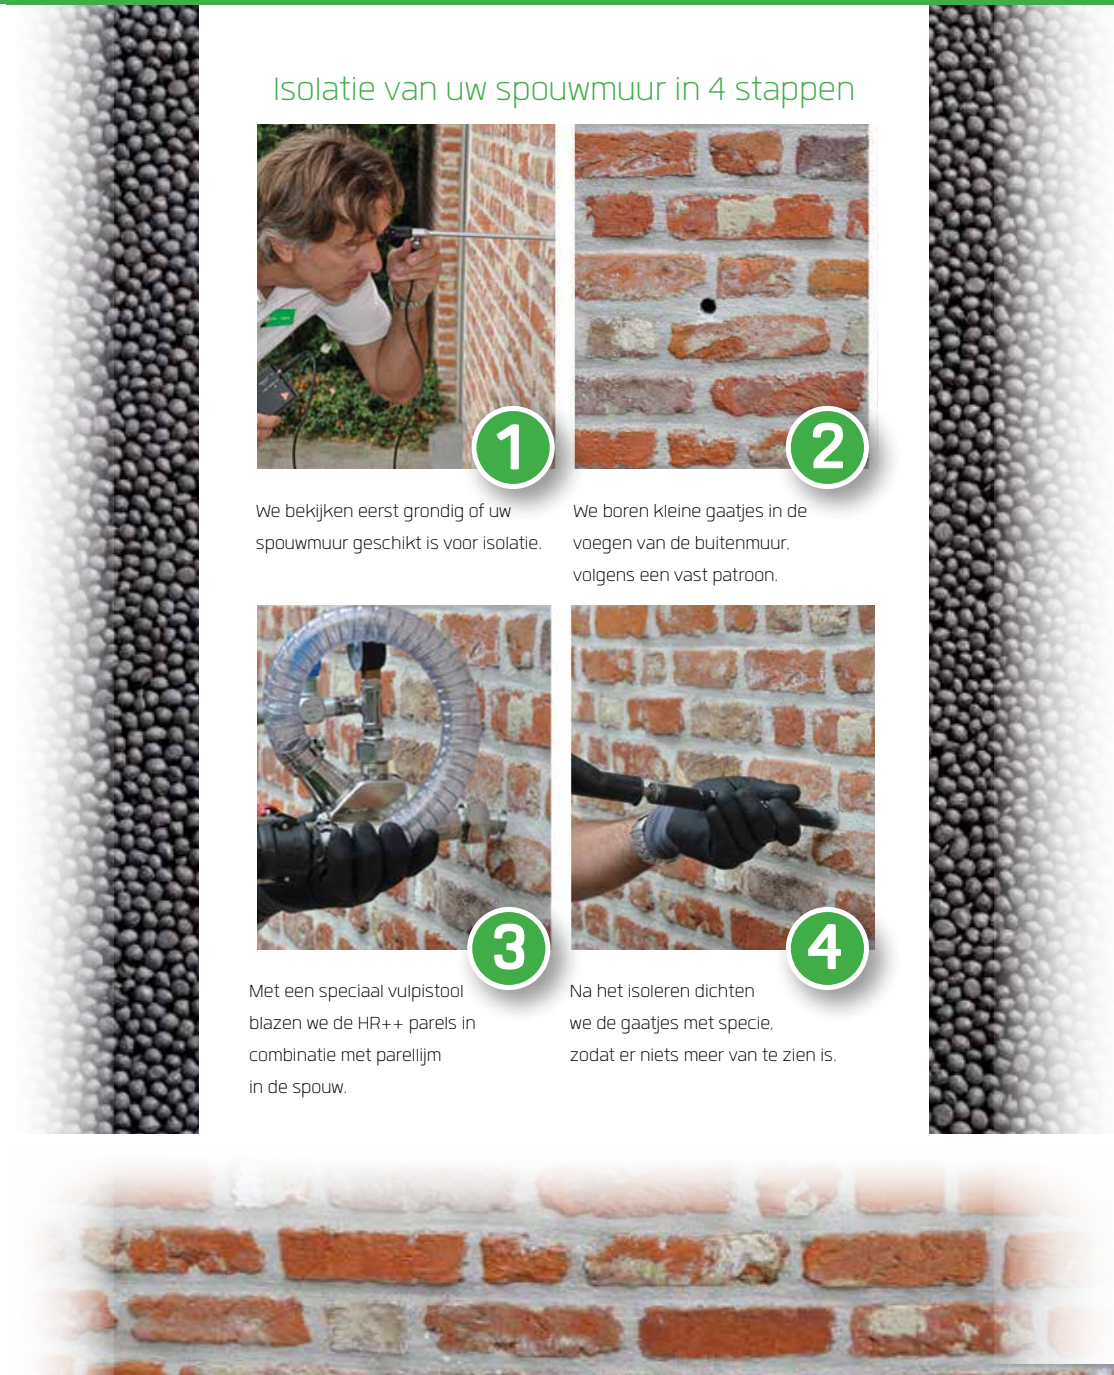 Isolatie van uw spouwmuur in 4 stappen
1
2
We bekijken eerst grondig of uw
spouwmuur geschikt is voor isolatie.
We boren kleine gaatjes in de
voegen van de buitenmuur,
volgens een vast patroon.
3
4
Met een speciaal vulpistool
blazen we de HR++ parels in
combinatie met parellijm
in de spouw.
Na het isoleren dichten
we de gaatjes met specie,
zodat er niets meer van te zien is.